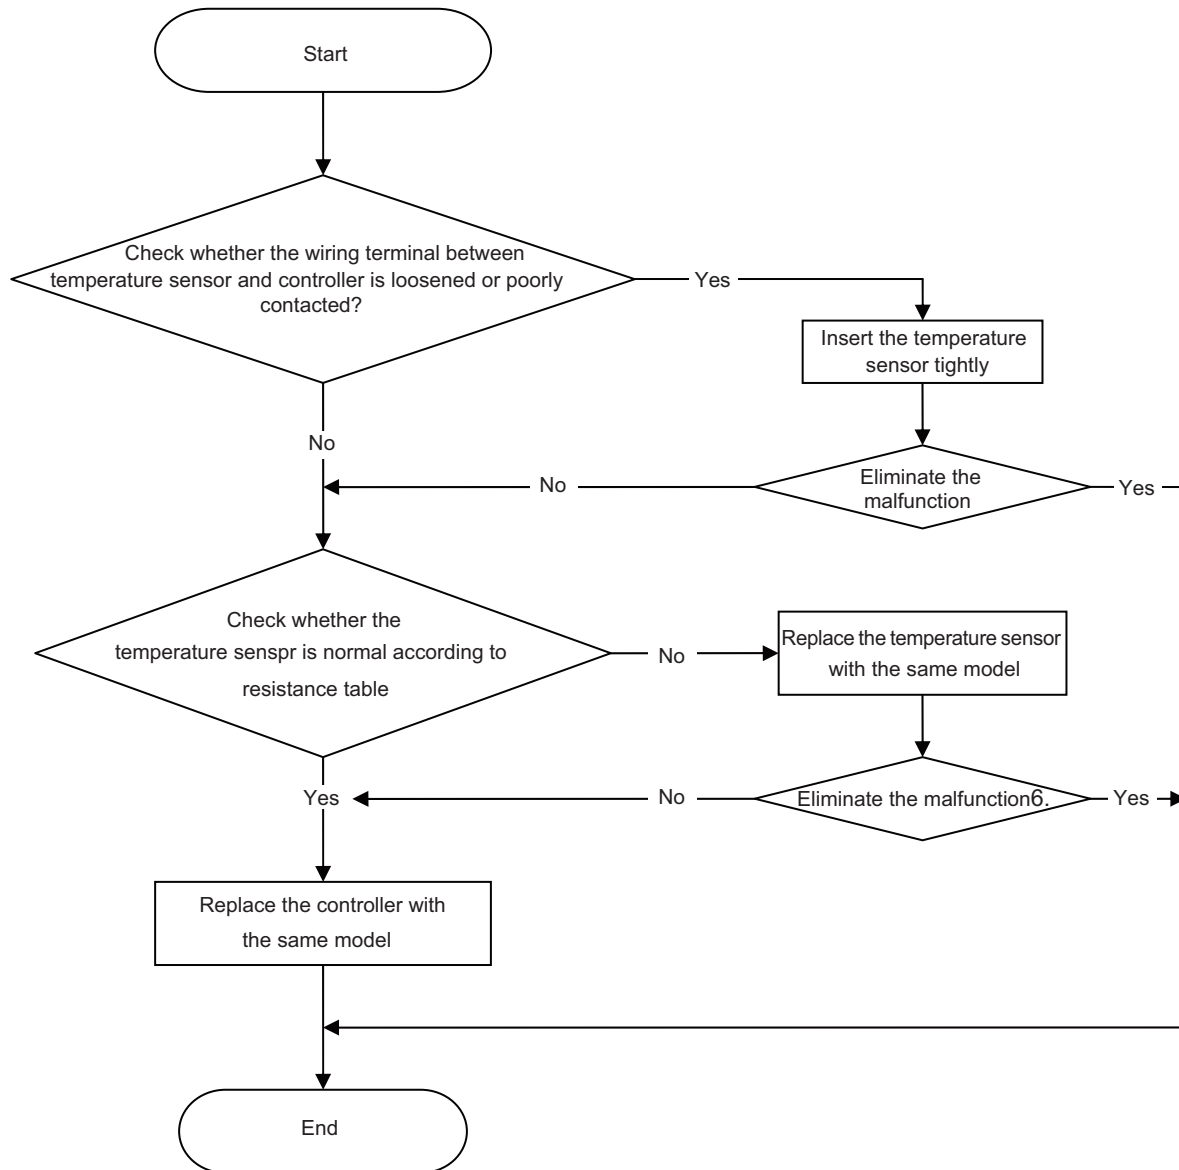 Start
Check whether the wiring terminal between
temperature sensor and controller is loosened or poorly
contacted?
Yes
Insert the temperature
sensor tightly
No
Eliminate the
malfunction
No
Yes
Check whether the
temperature senspr is normal according to
resistance table
No
Replace the temperature sensor
with the same model
Yes
No
Eliminate the malfunction6.
Yes
Replace the controller with
the same model
End